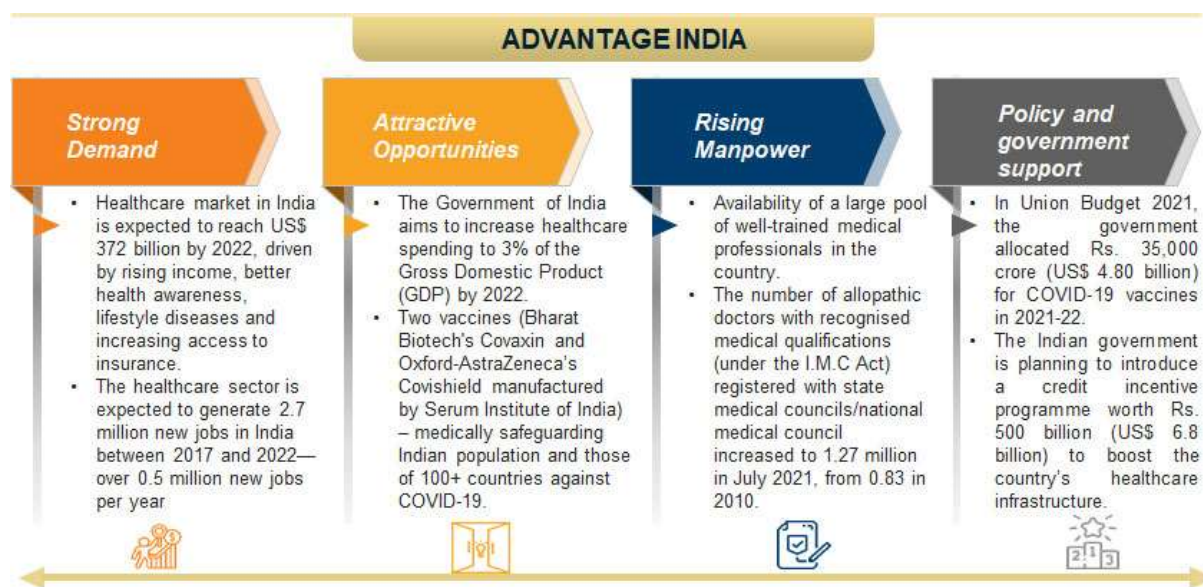 ADVANTAGE INDIA
Strong
Demand
• Healthcare market in India
is expected to reach US$
372 billion by 2022, driven
by rising income, better
health awareness,
lifestyle diseases and
increasing access to
insurance.
• The healthcare sector is
expected to generate 2.7
million new jobs in India
between 2017 and 2022—
over 0.5 million new jobs
per year
Attractive
Opportunities
• The Government of India
aims to increase healthcare
spending to 3% of the
Gross Domestic Product
(GDP) by 2022.
• Two vaccines (Bharat
Biotech's Covaxin and
Oxford-AstraZeneca's
Covishield manufactured
by Serum Institute of India)
– medically safeguarding
Indian population and those
of 100+ countries against
COVID-19.
Rising
Manpower
• Availability of a large pool
of well-trained medical
professionals in the
country.
• The number of allopathic
doctors with recognised
medical qualifications
(under the I.M.C Act)
registered with state
medical councils/national
medical council
increased to 1.27 million
in July 2021, from 0.83 in
2010.
Policy and
government
support
• In Union Budget 2021,
the government
allocated Rs. 35,000
crore (US$ 4.80 billion)
for COVID-19 vaccines
in 2021-22.
• The Indian government
is planning to introduce
a credit incentive
programme worth Rs.
500 billion (US$ 6.8
billion) to boost the
country's healthcare
infrastructure.
$
2 1 3